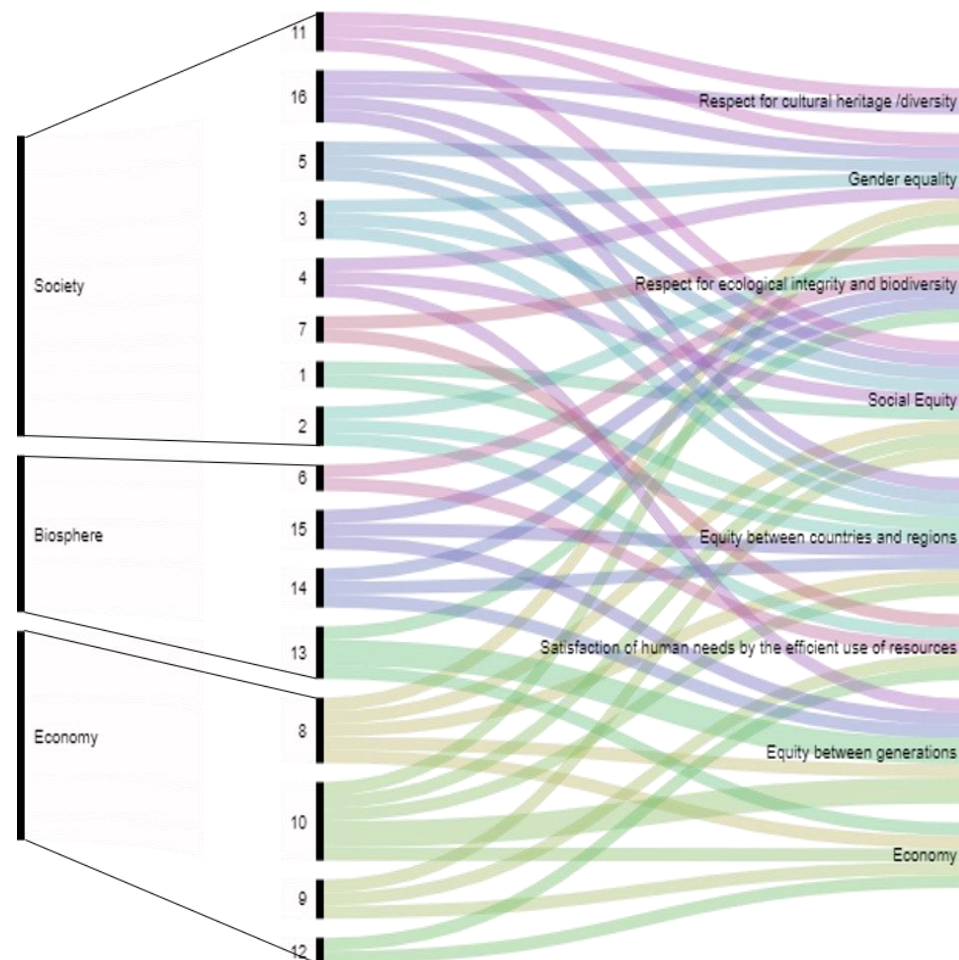 Society
Biosphere
Economy
11
16
5
3
4
7
1
2
6
15
14
13
8
10
9
12
Respect for cultural heritage /diversity
Gender equality
Respect for ecological integrity and biodiversity
Social Equity
Equity between countries and regions
Satisfaction of human needs by the efficient use of resources
Equity between generations
Economy